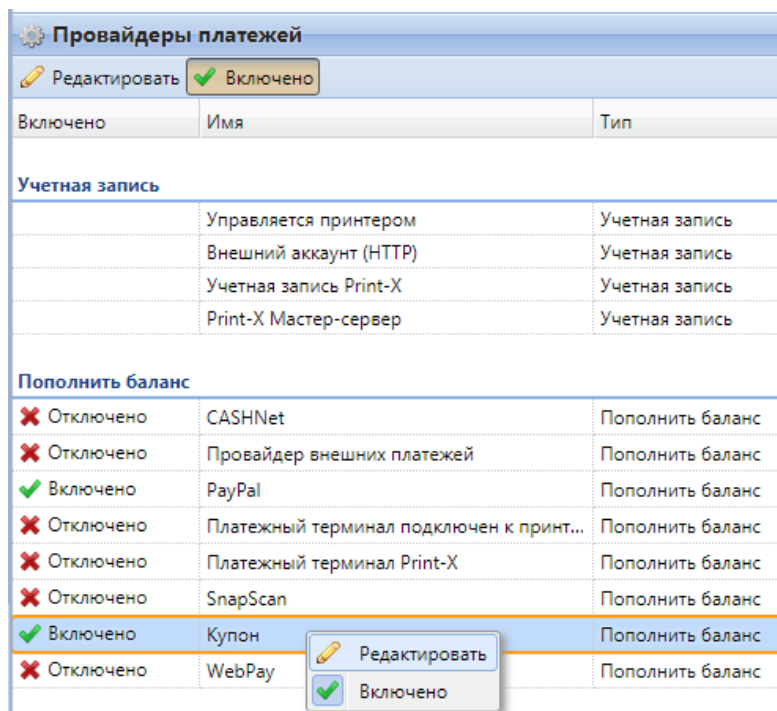 Провайдеры платежей
Редактировать Включено
Включено Имя Тип
Учетная запись
Управляется принтером Учетная запись
Внешний аккаунт (HTTP) Учетная запись
Учетная запись Print-X Учетная запись
Print-X Мастер-сервер Учетная запись
Пополнить баланс
Отключено CASHNet Пополнить баланс
Отключено Провайдер внешних платежей Пополнить баланс
Включено PayPal Пополнить баланс
Отключено Платежный терминал подключен к принт... Пополнить баланс
Отключено Платежный терминал Print-X Пополнить баланс
Отключено SnapScan Пополнить баланс
Включено Купон Пополнить баланс
Редактировать
Отключено WebPay Пополнить баланс
Включено